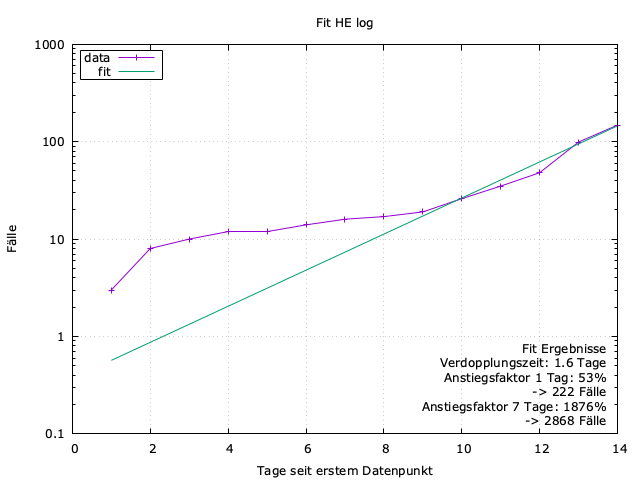 Fit HE log
1000
100
10
1
0.1
Fälle
data
fit
Fit Ergebnisse
Verdopplungszeit: 1.6 Tage
Anstiegsfaktor 1 Tag: 53%
-> 222 Fälle
Anstiegsfaktor 7 Tage: 1876%
-> 2868 Fälle
0 2 4 6 8 10 12 14
Tage seit erstem Datenpunkt